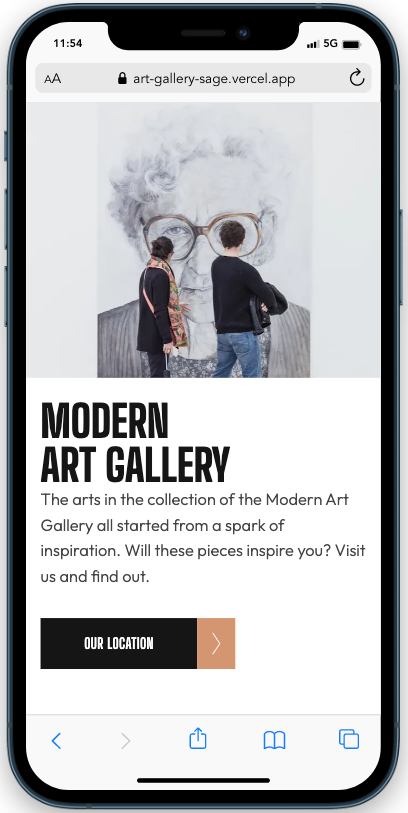 11:54
5G
AA
art-gallery-sage.vercel.app
MODERN
ART GALLERY
The arts in the collection of the Modern Art
Gallery all started from a spark of
inspiration. Will these pieces inspire you? Visit
us and find out.
OUR LOCATION